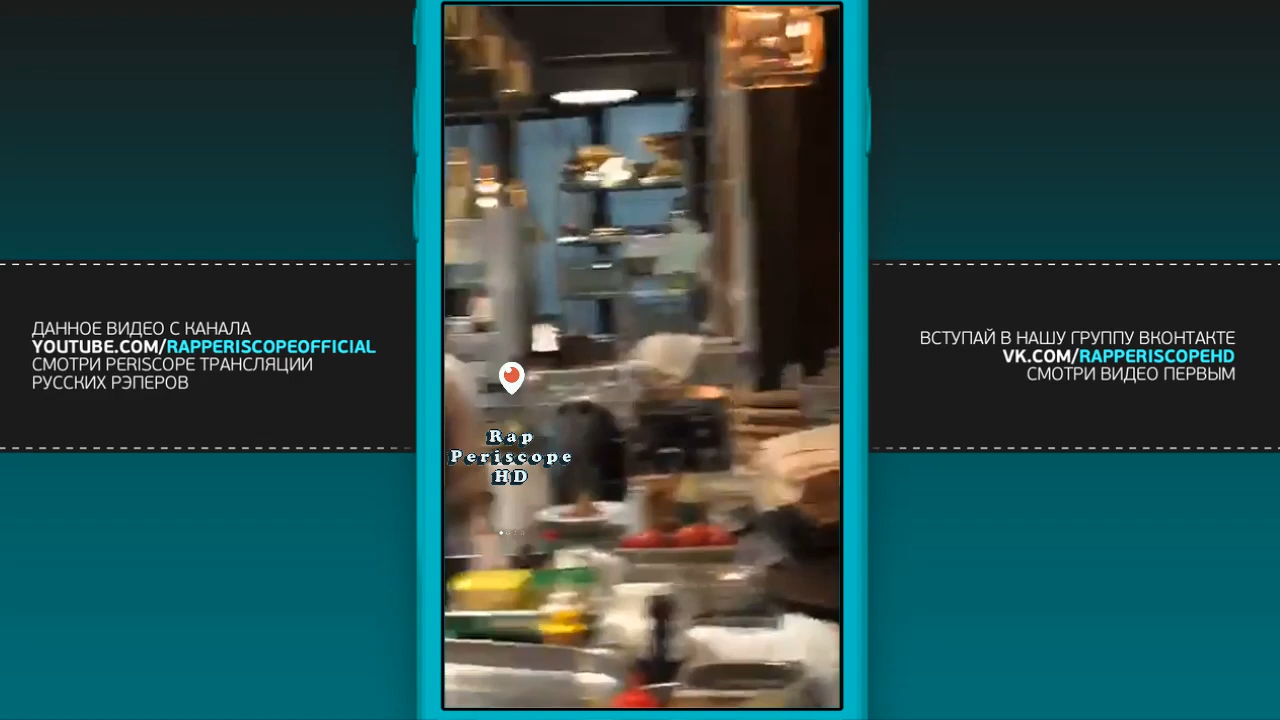 ДАННОЕ ВИДЕО С КАНАЛА
YOUTUBE.COM/RAPPERISCOPEOFFICIAL
СМОТРИ PERISCOPE ТРАНСЛЯЦИИ
РУССКИХ РЭПЕРОВ
Rap
Periscope
HD
ВСТУПАЙ В НАШУ ГРУППУ ВКОНТАКТЕ
VK.COM/RAPPERISCOPEHD
СМОТРИ ВИДЕО ПЕРВЫМ